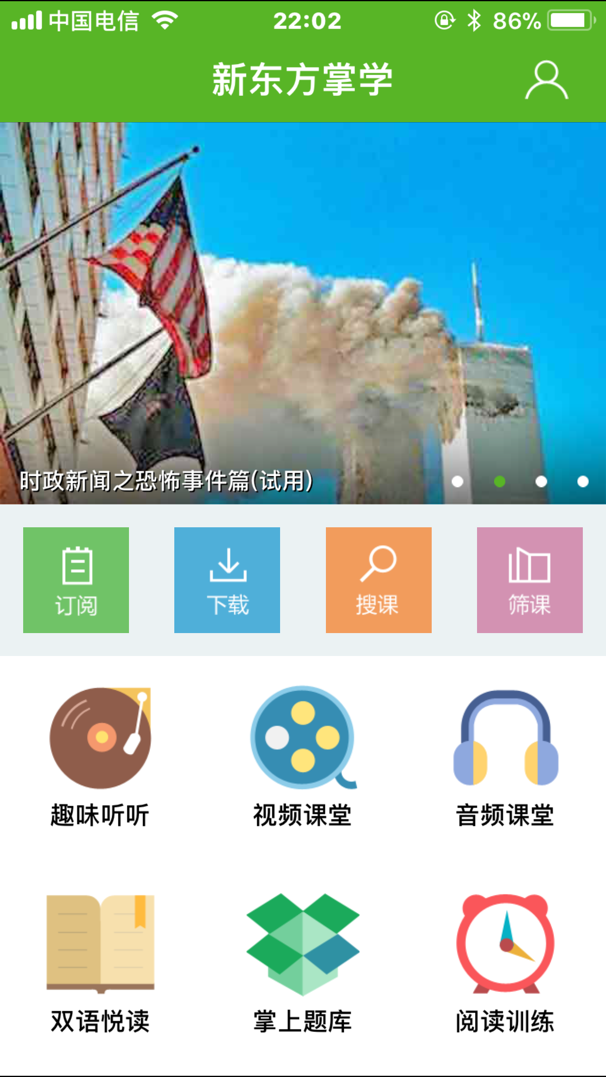 中国电信 22:02 86%
新东方掌学
时政新闻之恐怖事件篇(试用)
订阅 下载 搜课 筛课
趣味听听 视频课堂 音频课堂
双语悦读 掌上题库 阅读训练